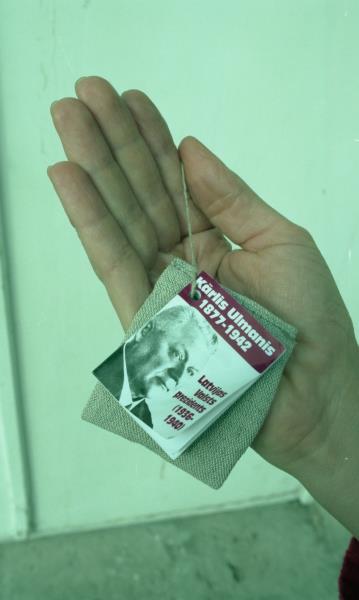 Kārlis Ulmanis
1877-1942
Latvijas
Valsts
prezidents
(1936-
1940)